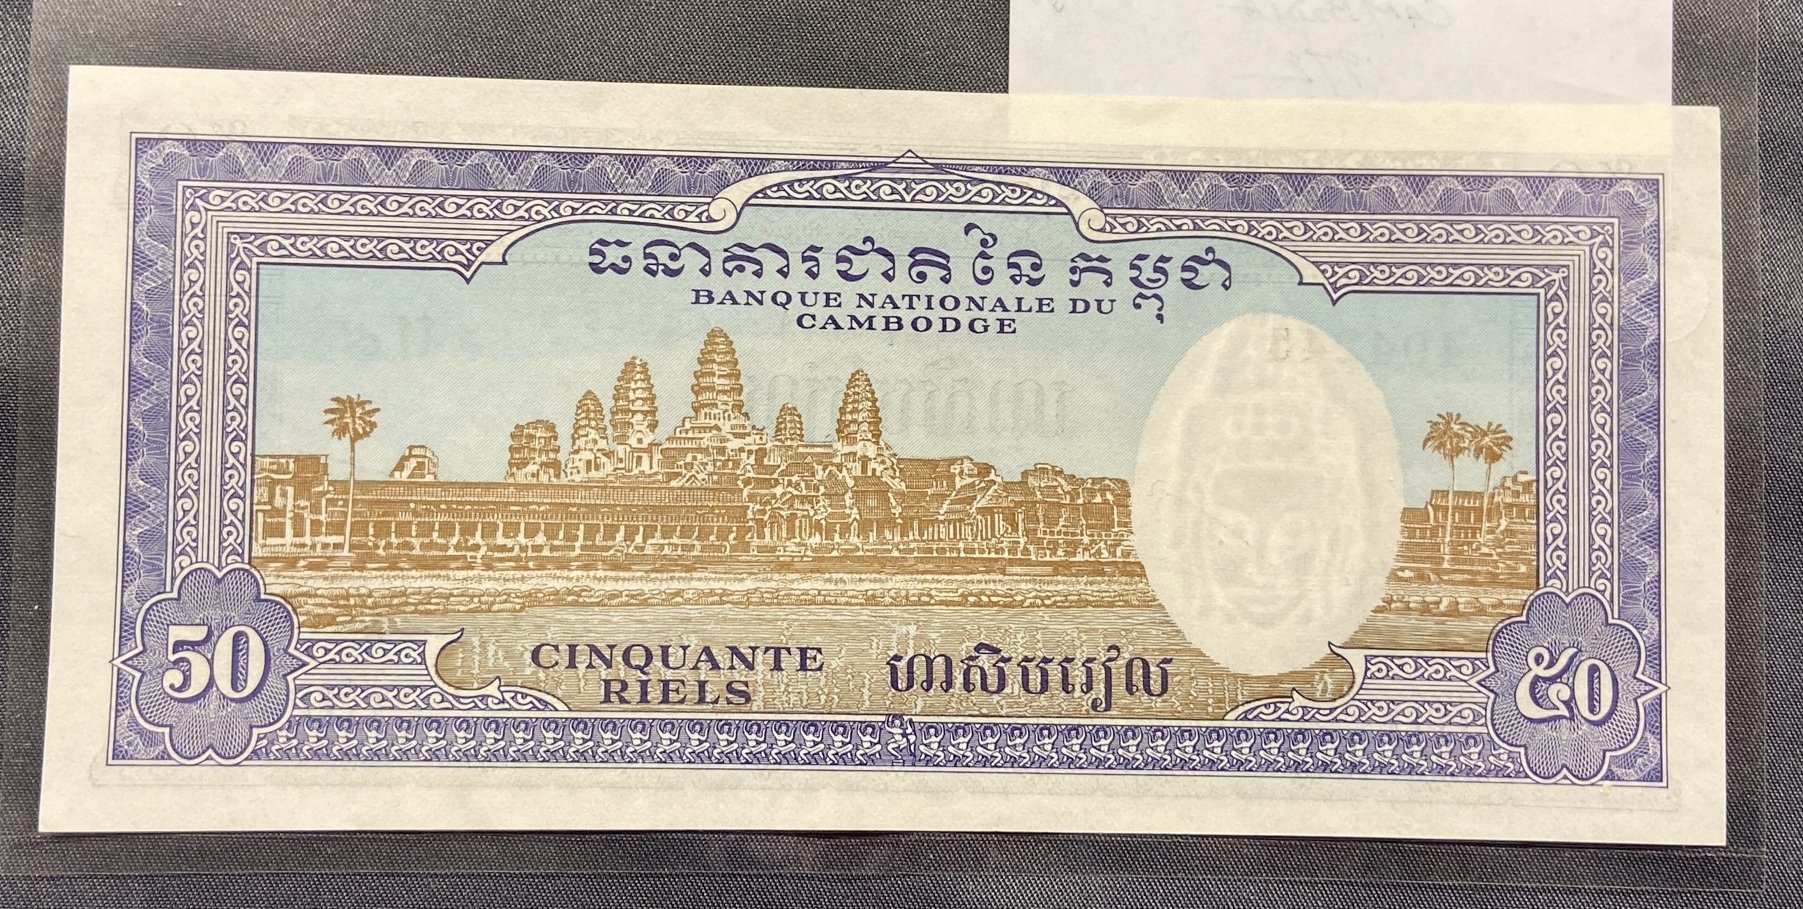 ធនាគារជាតិនៃកម្ពុជា
BANQUE NATIONALE DU
CAMBODGE
CINQUANTE
RIELS
ហាសិបរៀល
50
៥០